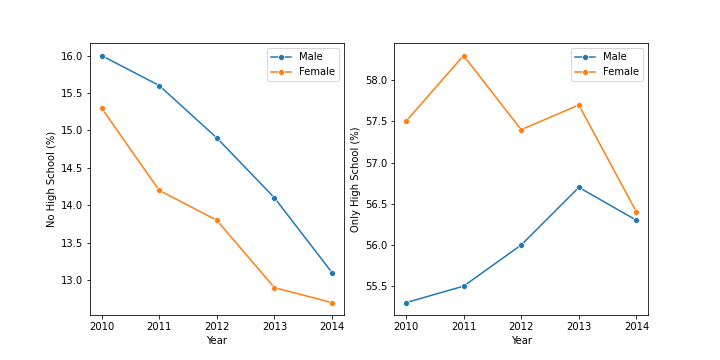 No High School (%)
16.0
15.5
15.0
14.5
14.0
13.5
13.0
2010
2011
2012
2013
2014
Year
Male
Female
Only High School (%)
58.0
57.5
57.0
56.5
56.0
55.5
2010
2011
2012
2013
2014
Year
Male
Female